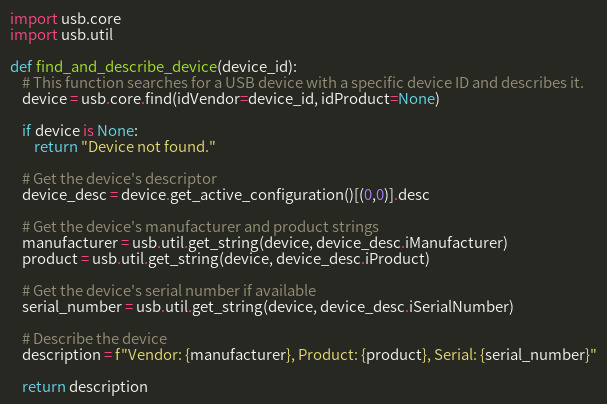 import usb.core
import usb.util
def find_and_describe_device(device_id):
# This function searches for a USB device with a specific device ID and describes it.
device = usb.core.find(idVendor=device_id, idProduct=None)
if device is None:
return "Device not found."
# Get the device's descriptor
device_desc = device.get_active_configuration()[(0,0)].desc
# Get the device's manufacturer and product strings
manufacturer = usb.util.get_string(device, device_desc.iManufacturer)
product = usb.util.get_string(device, device_desc.iProduct)
# Get the device's serial number if available
serial_number = usb.util.get_string(device, device_desc.iSerialNumber)
# Describe the device
description = f"Vendor: {manufacturer}, Product: {product}, Serial: {serial_number}"
return description